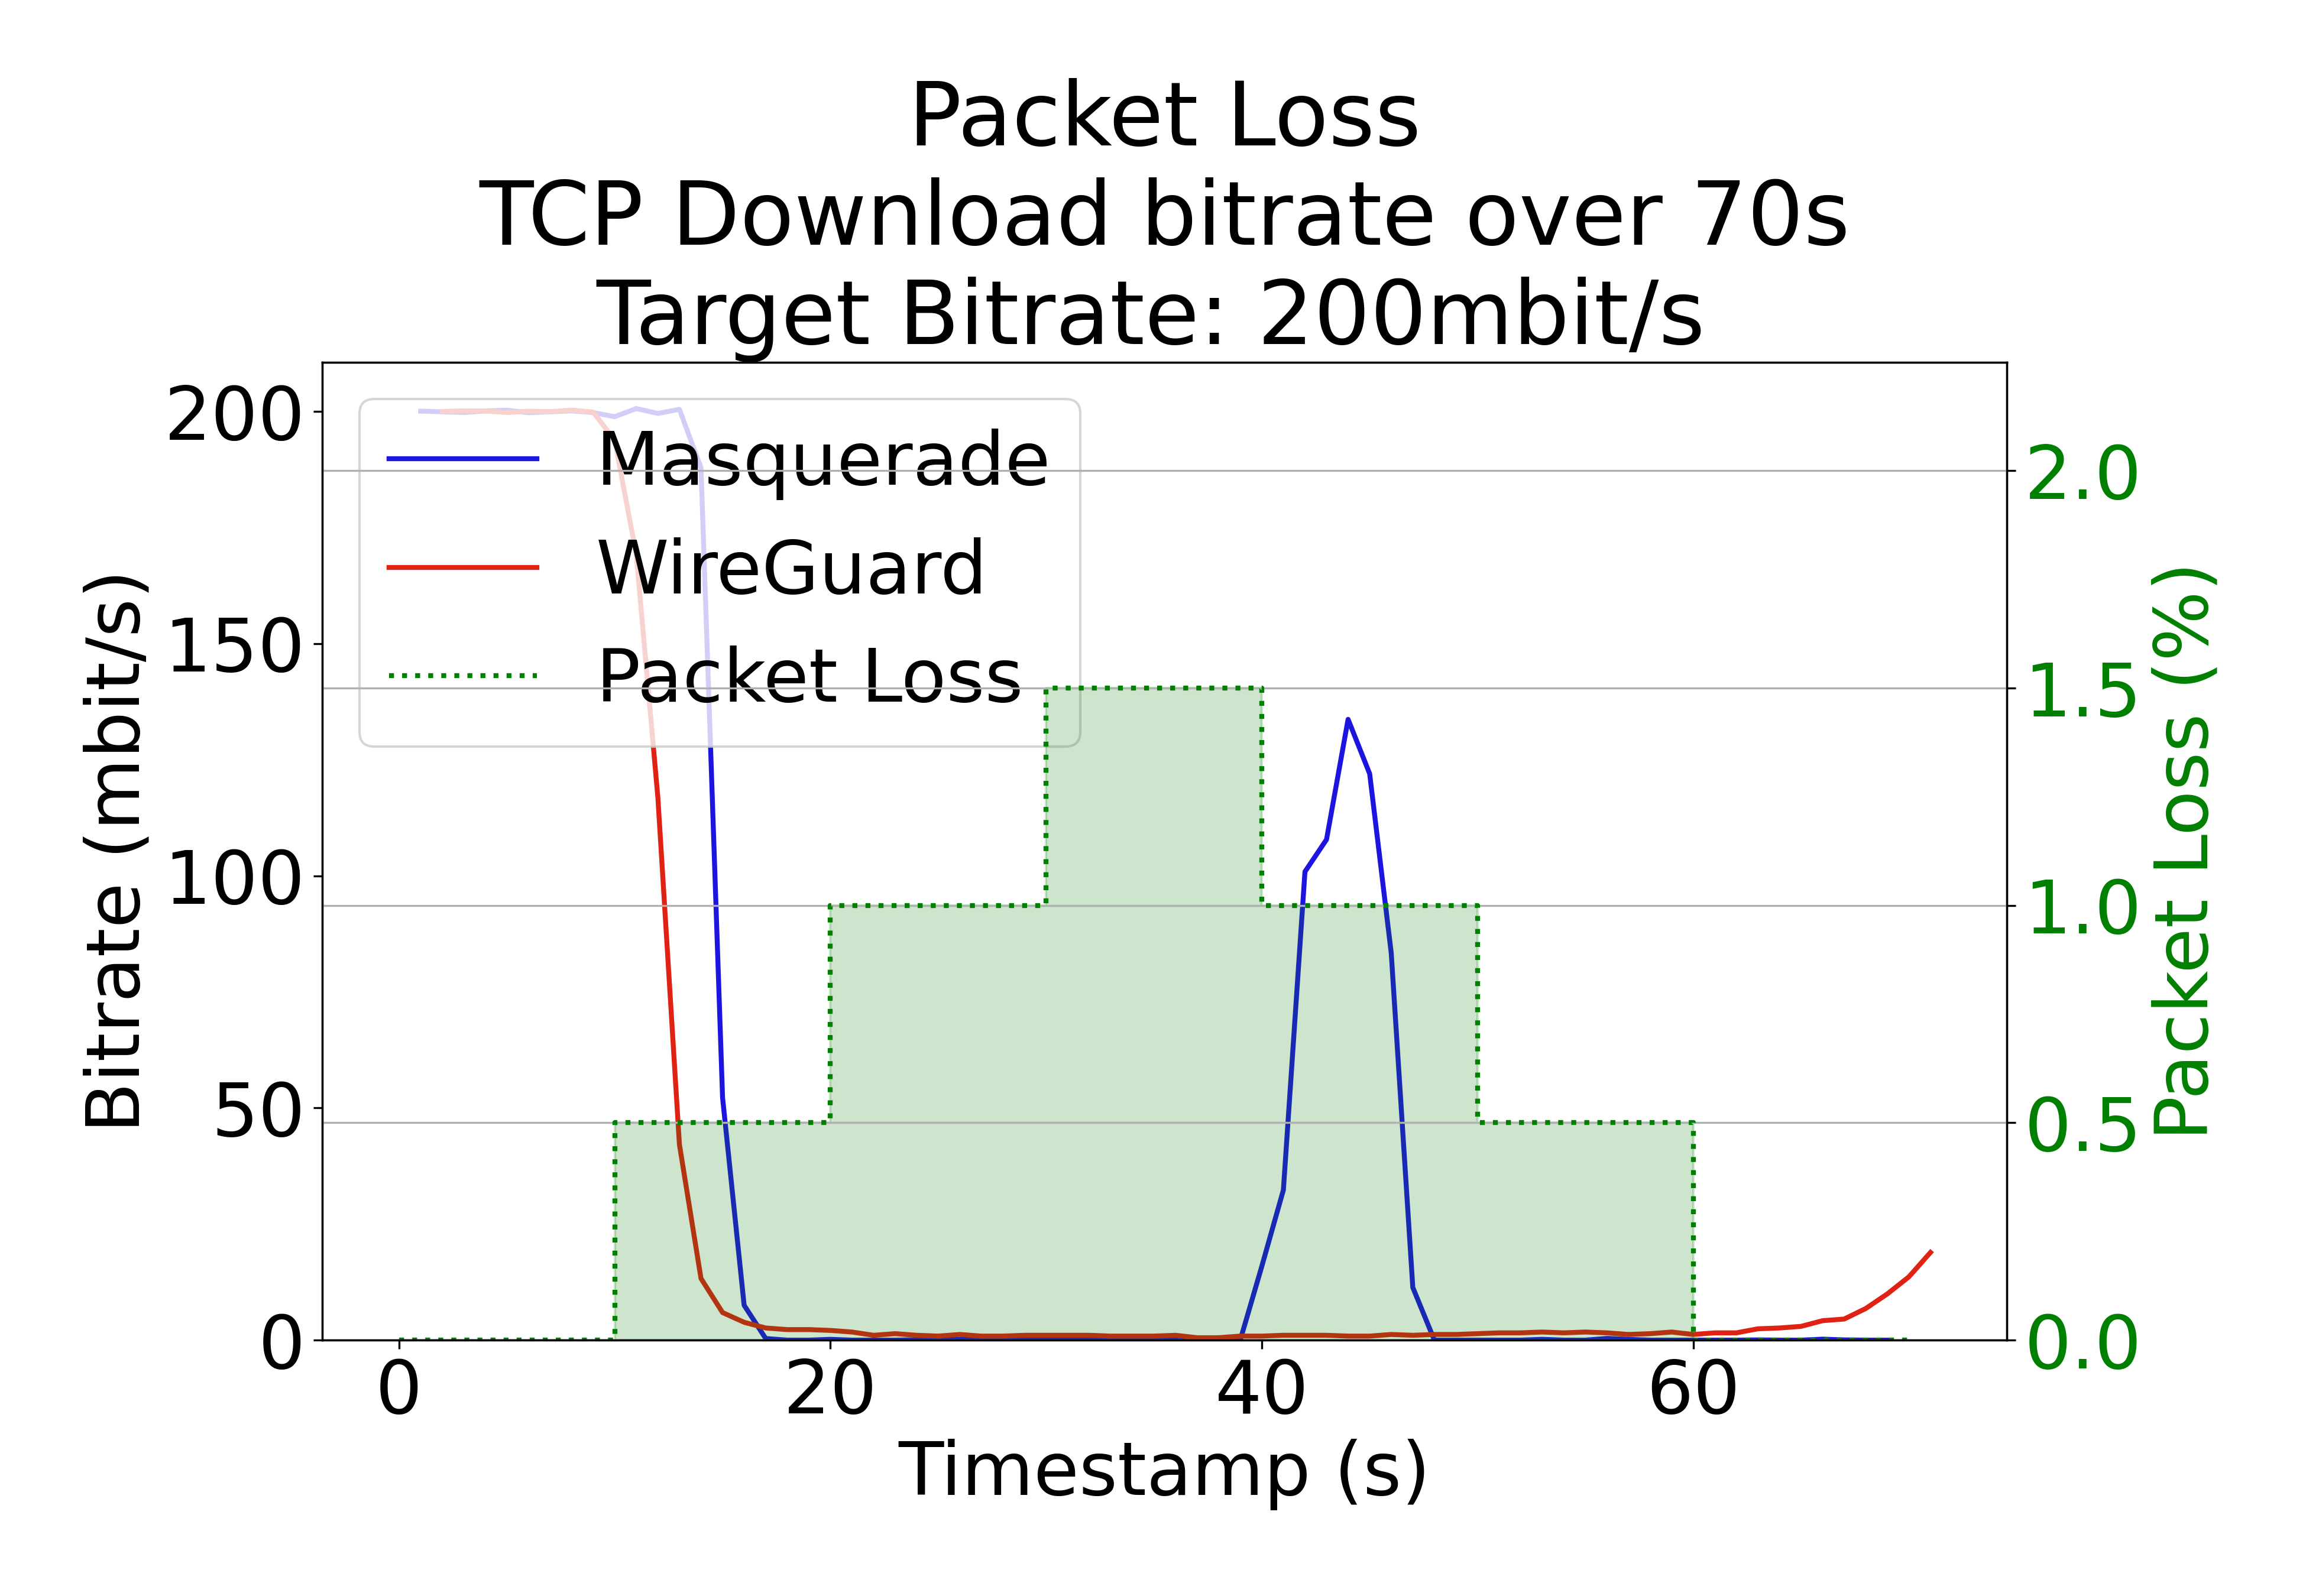 Packet Loss
TCP Download bitrate over 70s
Target Bitrate: 200mbit/s
Masquerade
WireGuard
Packet Loss
Bitrate (mbit/s)
200
150
100
50
0
2.0
1.5
1.0
0.5
0.0
Packet Loss (%)
0 20 40 60
Timestamp (s)